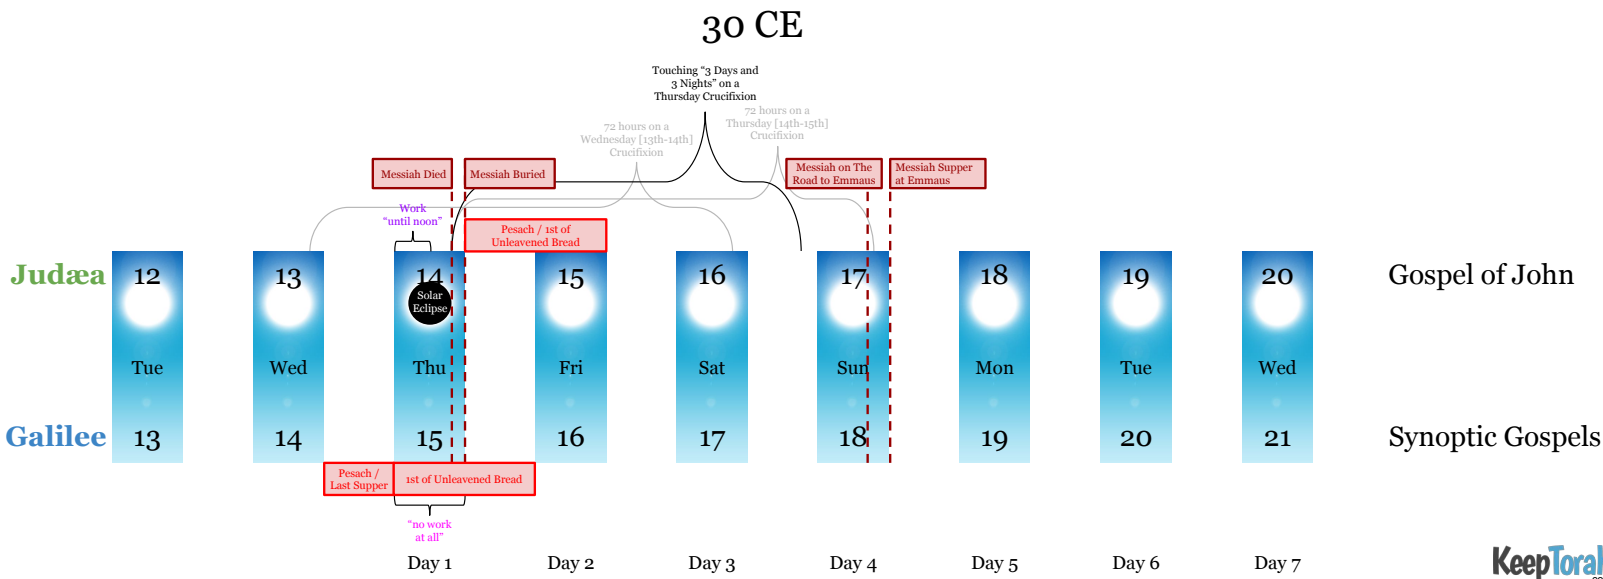 30 CE
Touching “3 Days and
3 Nights” on a
Thursday Crucifixion
72 hours on a
Wednesday [13th-14th]
Crucifixion
72 hours on a
Thursday [14th-15th]
Crucifixion
Messiah Died
Messiah Buried
Messiah on The
Road to Emmaus
Messiah Supper
at Emmaus
Work
“until noon”
Pesach / 1st of
Unleavened Bread
Judæa 12 13 14 15 16 17 18 19 20 Gospel of John
Solar
Eclipse
Tue Wed Thu Fri Sat Sun Mon Tue Wed
Galilee 13 14 15 16 17 18 19 20 21 Synoptic Gospels
Pesach /
Last Supper
1st of Unleavened Bread
“no work
at all”
Day 1 Day 2 Day 3 Day 4 Day 5 Day 6 Day 7